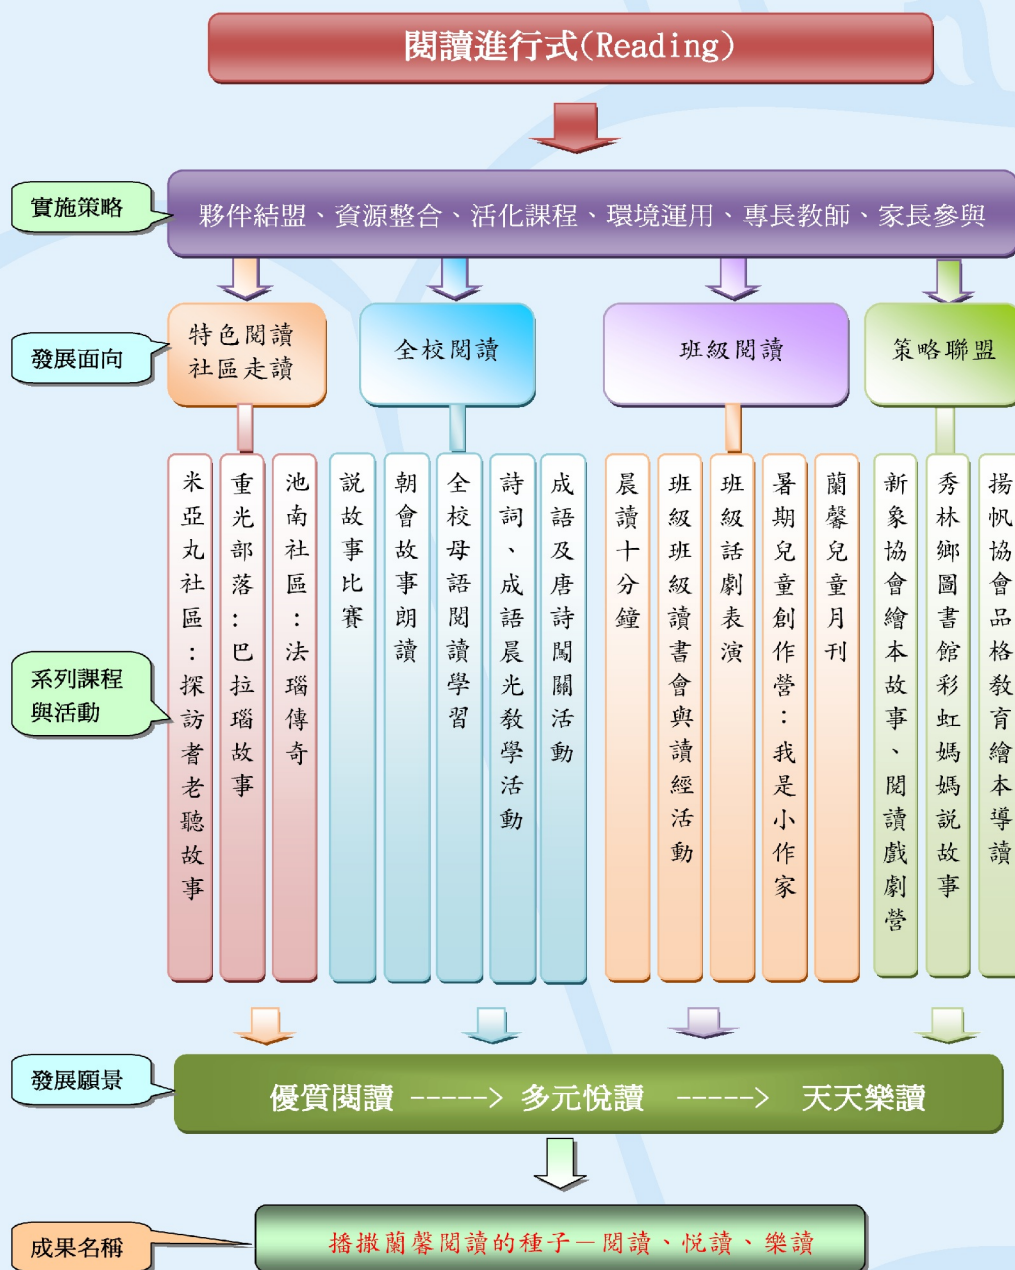 閱讀進行式(Reading)
實施策略
夥伴結盟、資源整合、活化課程、環境運用、專長教師、家長參與
發展面向
特色閱讀
社區走讀
全校閱讀
班級閱讀
策略聯盟
系列課程
與活動
米亞丸社區：探訪耆老聽故事
重光部落：巴拉瑙故事
池南社區：法瑙傳奇
說故事比賽
朝會故事朗讀
全校母語閱讀學習
詩詞、成語晨光教學活動
成語及唐詩闖關活動
晨讀十分鐘
班級班級讀書會與讀經活動
班級話劇表演
暑期兒童創作營：我是小作家
蘭馨兒童月刊
新象協會繪本故事、閱讀戲劇營
秀林鄉圖書館彩虹媽媽說故事
揚帆協會品格教育繪本導讀
發展願景
優質閱讀 -----> 多元悅讀 -----> 天天樂讀
成果名稱
播撒蘭馨閱讀的種子－閱讀、悅讀、樂讀